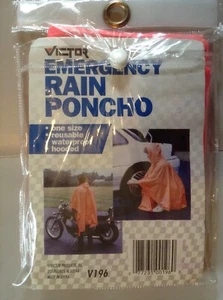 VICTOR
EMERGENCY
RAIN
PONCHO
• one size
• reusable
• waterproof
• hooded
V196